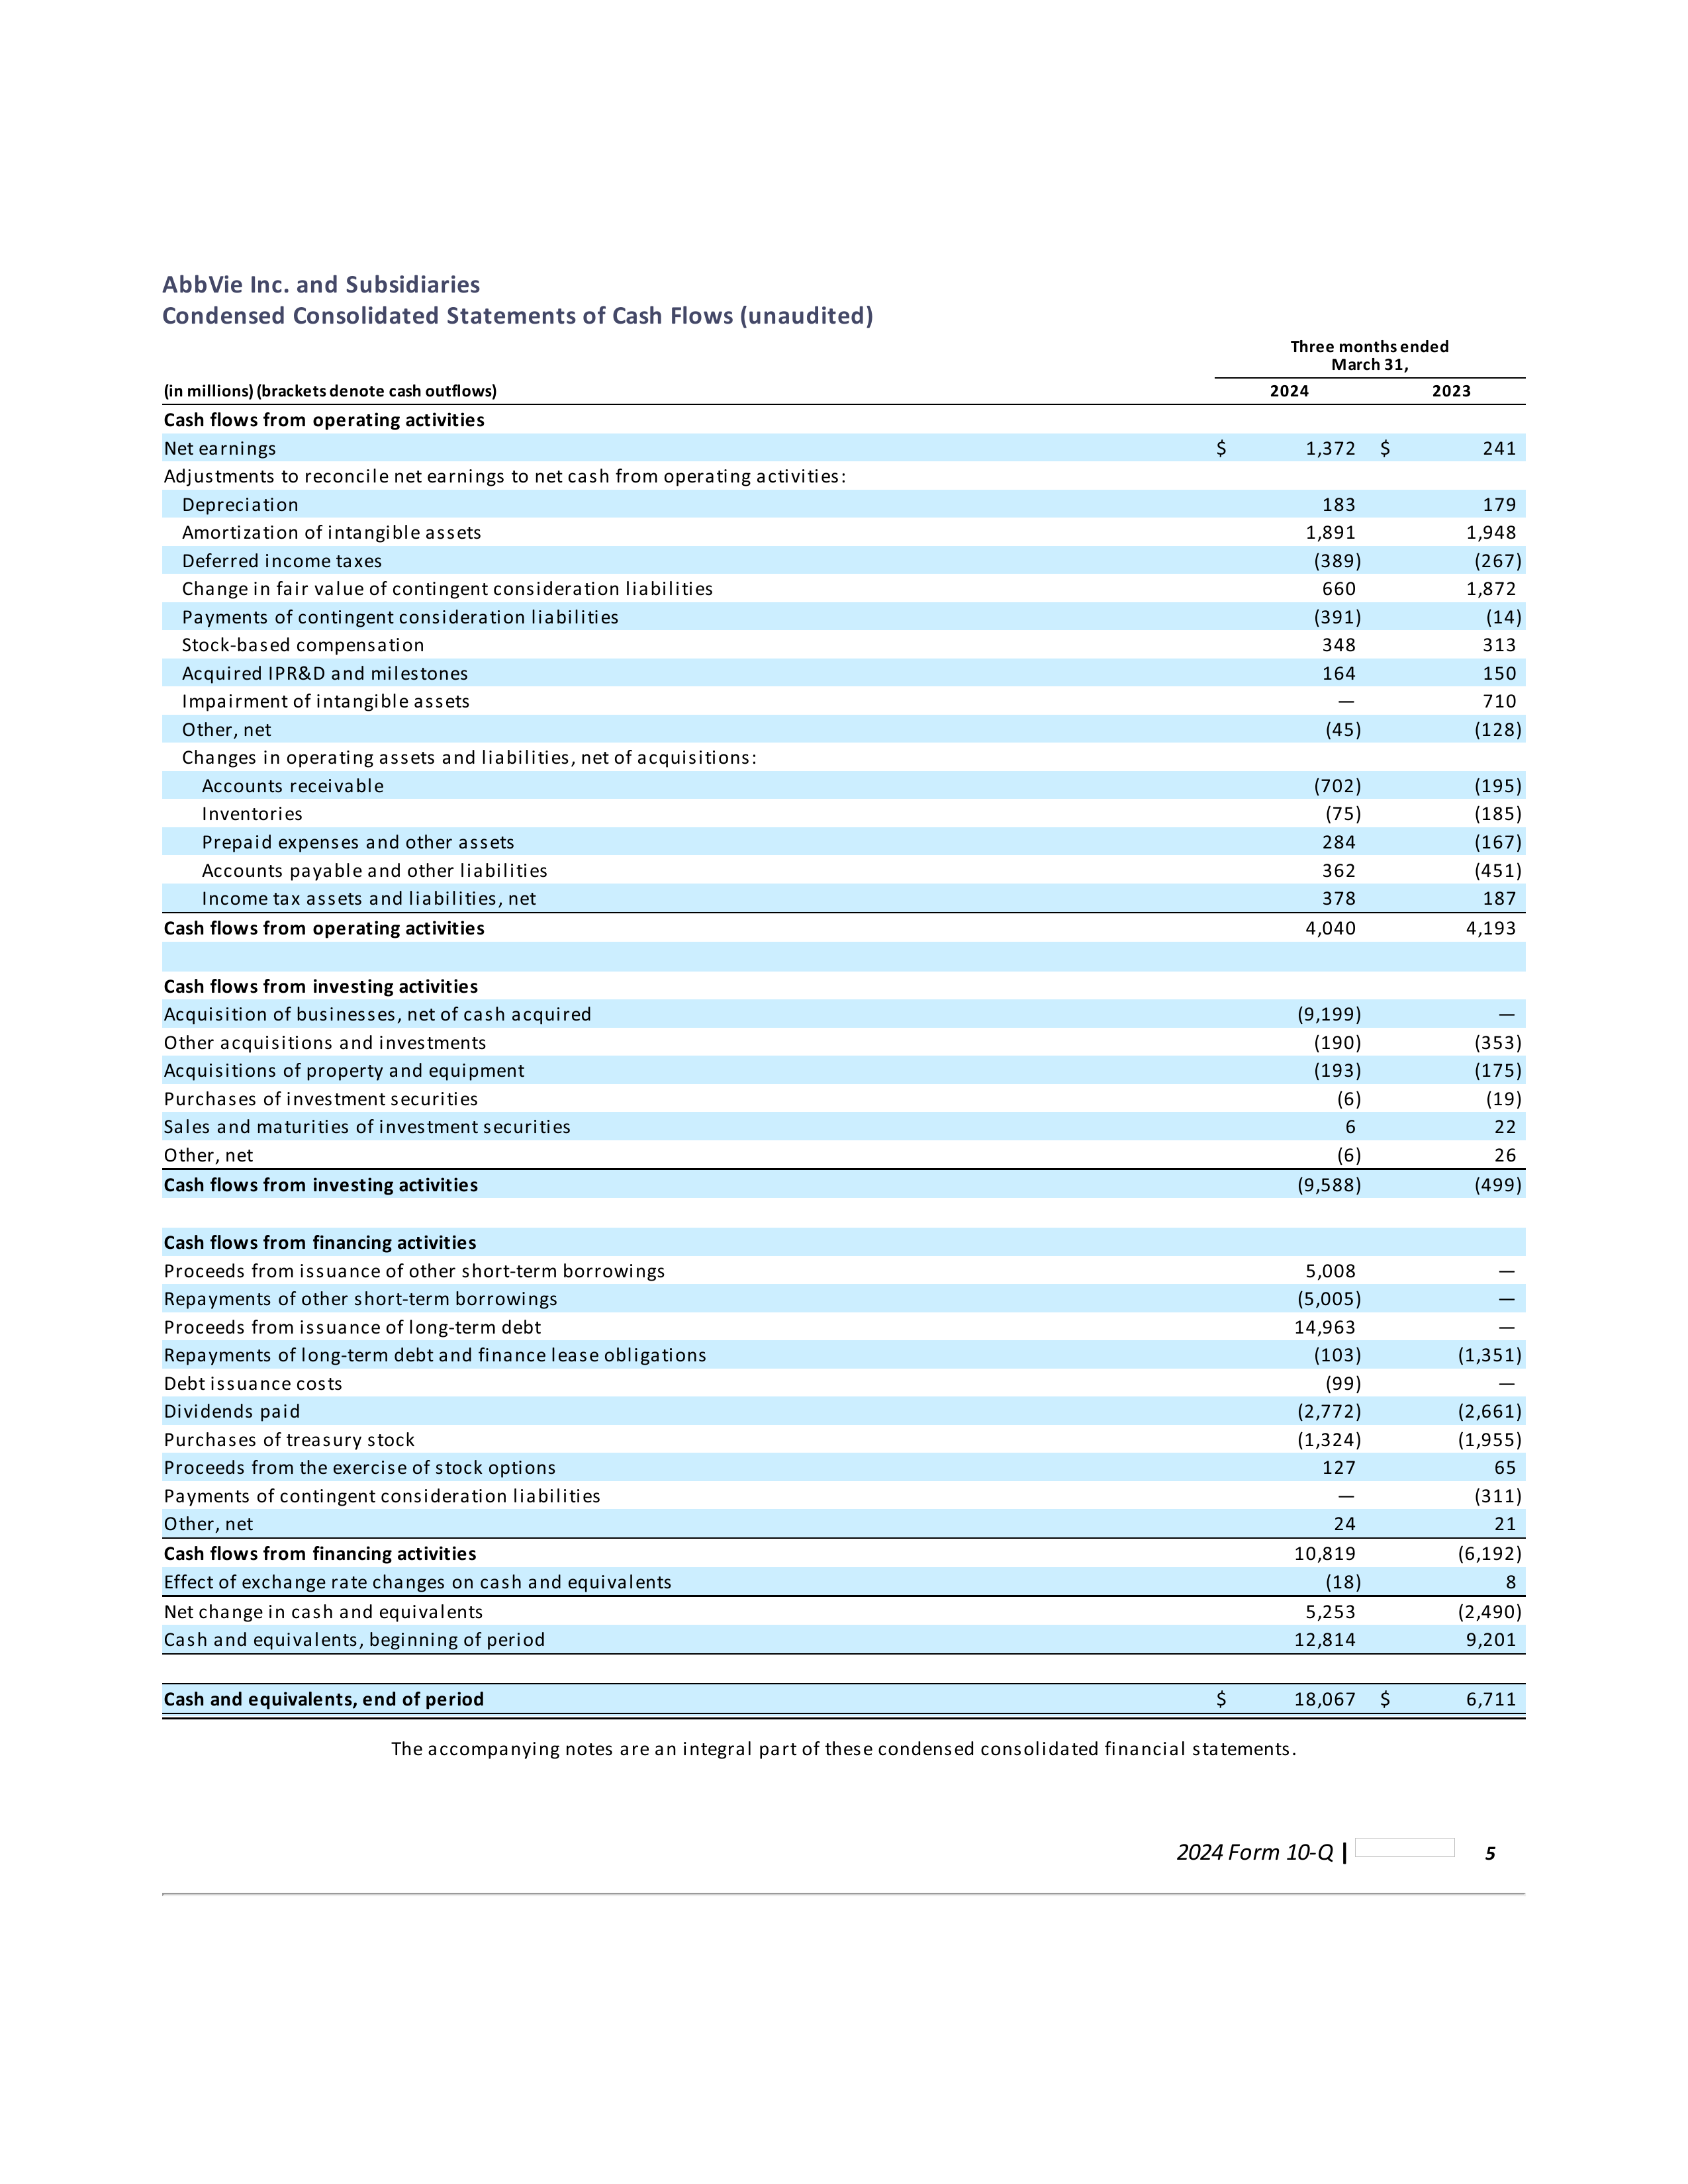 AbbVie Inc. and Subsidiaries
Condensed Consolidated Statements of Cash Flows (unaudited)
Three months ended
March 31,
(in millions) (brackets denote cash outflows) 2024 2023
Cash flows from operating activities
Net earnings $ 1,372 $ 241
Adjustments to reconcile net earnings to net cash from operating activities:
Depreciation 183 179
Amortization of intangible assets 1,891 1,948
Deferred income taxes (389) (267)
Change in fair value of contingent consideration liabilities 660 1,872
Payments of contingent consideration liabilities (391) (14)
Stock-based compensation 348 313
Acquired IPR&D and milestones 164 150
Impairment of intangible assets — 710
Other, net (45) (128)
Changes in operating assets and liabilities, net of acquisitions:
Accounts receivable (702) (195)
Inventories (75) (185)
Prepaid expenses and other assets 284 (167)
Accounts payable and other liabilities 362 (451)
Income tax assets and liabilities, net 378 187
Cash flows from operating activities 4,040 4,193
Cash flows from investing activities
Acquisition of businesses, net of cash acquired (9,199) —
Other acquisitions and investments (190) (353)
Acquisitions of property and equipment (193) (175)
Purchases of investment securities (6) (19)
Sales and maturities of investment securities 6 22
Other, net (6) 26
Cash flows from investing activities (9,588) (499)
Cash flows from financing activities
Proceeds from issuance of other short-term borrowings 5,008 —
Repayments of other short-term borrowings (5,005) —
Proceeds from issuance of long-term debt 14,963 —
Repayments of long-term debt and finance lease obligations (103) (1,351)
Debt issuance costs (99) —
Dividends paid (2,772) (2,661)
Purchases of treasury stock (1,324) (1,955)
Proceeds from the exercise of stock options 127 65
Payments of contingent consideration liabilities — (311)
Other, net 24 21
Cash flows from financing activities 10,819 (6,192)
Effect of exchange rate changes on cash and equivalents (18) 8
Net change in cash and equivalents 5,253 (2,490)
Cash and equivalents, beginning of period 12,814 9,201
Cash and equivalents, end of period $ 18,067 $ 6,711
The accompanying notes are an integral part of these condensed consolidated financial statements.
2024 Form 10-Q | 5